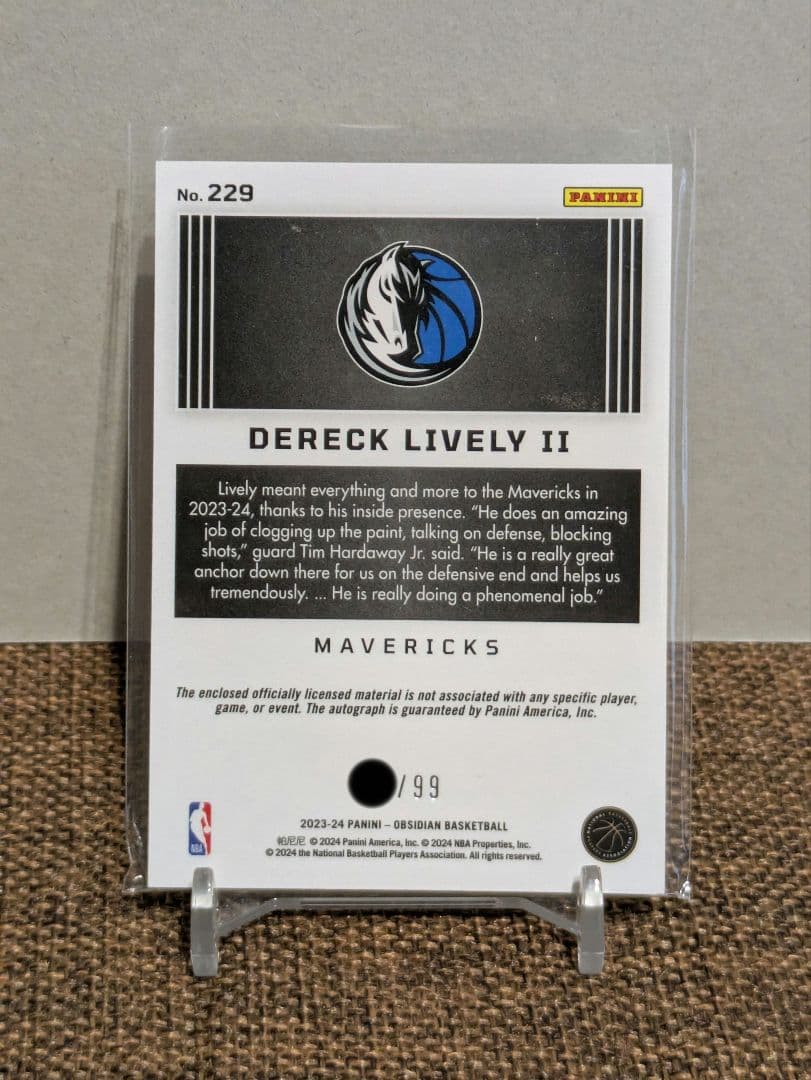 No. 229
PANINI
DERECK LIVELY II
Lively meant everything and more to the Mavericks in
2023-24, thanks to his inside presence. “He does an amazing
job of clogging up the paint, talking on defense, blocking
shots,” guard Tim Hardaway Jr. said. “He is a really great
anchor down there for us on the defensive end and helps us
tremendously. ... He is really doing a phenomenal job.”
MAVERICKS
The enclosed officially licensed material is not associated with any specific player,
game, or event. The autograph is guaranteed by Panini America, Inc.
/99
NBA
2023-24 PANINI – OBSIDIAN BASKETBALL
帕尼尼 © 2024 Panini America, Inc. © 2024 NBA Properties, Inc.
© 2024 the National Basketball Players Association. All rights reserved.